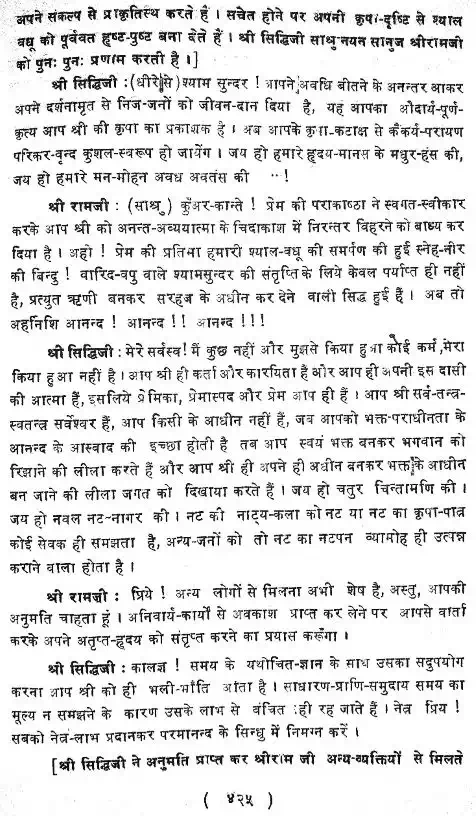 अपने संकल्प से प्राकृतिस्थ करते हैं । सचेत होने पर अपनी कृपा-दृष्टि से श्याल
वधू को पूर्ववत हृष्ट-पुष्ट बना देते हैं । श्री सिद्धिजी साश्रु-नयन सानुज श्रीरामजी
को पुनः पुनः प्रणाम करती है । ]
श्री सिद्धिजी : (धीरे से) श्याम सुन्दर ! आपने अवधि बीतने के अनन्तर आकर
अपने दर्शनामृत से निज-जनों को जीवन-दान दिया है, यह आपका औदार्य-पूर्ण-
कृत्य आप श्री की कृपा का प्रकाशक है । अब आपके कृपा-कटाक्ष से कैंकर्य-परायण
परिकर-वृन्द कुशल-स्वरूप हो जायेंग । जय हो हमारे हृदय-मानस के मधुर-हंस की,
जय हो हमारे मन-मोहन अवध अवतंस की ··!
श्री रामजी : (साश्रु) कुँअर-कान्ते ! प्रेम की पराकाष्ठा ने स्वगत-स्वीकार
करके आप श्री को अनन्त-अव्ययात्मा के चिदाकाश में निरन्तर विहरने को बाध्य कर
दिया है । अहो ! प्रेम की प्रतिभा हमारी श्याल-वधू की समर्पण की हुई स्नेह-नीर
की बिन्दु ! वारिद-वपु वाले श्यामसुन्दर की संतृप्ति के लिये केवल पर्याप्त ही नहीं
है, प्रत्युत ऋणी बनकर सरहज के अधीन कर देने वाली सिद्ध हुई हैं । अब तो
अहर्निशि आनन्द ! आनन्द !! आनन्द !!!
श्री सिद्धिजी : मेरे सर्वस्व ! मैं कुछ नहीं और मुझसे किया हुआ कोई कर्म, मेरा
किया हुआ नहीं है । आप श्री ही कर्ता और कारयिता हैं और आप ही अपनी इस दासी
की आत्मा हैं, इसलिये प्रेमिका, प्रेमास्पद और प्रेम आप ही हैं । आप श्री सर्व-तन्त्र-
स्वतन्त्र सर्वेश्वर हैं, आप किसी के आधीन नहीं हैं, जब आपको भक्त-पराधीनता के
आनन्द के आस्वाद की इच्छा होती है तब आप स्वयं भक्त बनकर भगवान को
रिझाने की लीला करते हैं और आप श्री ही अपने ही अधीन बनकर भक्त के आधीन
बन जाने की लीला जगत को दिखाया करते हैं । जय हो चतुर चिन्तामणि की ।
जय हो नवल नट-नागर की । नट की नाट्य-कला को नट या नट का कृपा-पात्र
कोई सेवक ही समझता है, अन्य-जनों को तो नट का नटपन व्यामोह ही उत्पन्न
कराने वाला होता है ।
श्री रामजी : प्रिये ! अन्य लोगों से मिलना अभी शेष है, अस्तु, आपकी
अनुमति चाहता हूं । अनिवार्य-कार्यों से अवकाश प्राप्त कर लेने पर आपसे वार्ता
करके अपने अतृप्त-हृदय को संतृप्त करने का प्रयास करूँगा ।
श्री सिद्धिजी : कालज्ञ ! समय के यथोचित-ज्ञान के साथ उसका सदुपयोग
करना आप श्री को ही भली-भाँति आता है । साधारण-प्राणि-समुदाय समय का
मूल्य न समझने के कारण उसके लाभ से वंचित ही रह जाते हैं । नेत्र प्रिय !
सबको नेत्र-लाभ प्रदानकर परमानन्द के सिन्धु में निमग्न करें ।
[ श्री सिद्धिजी ने अनुमति प्राप्त कर श्रीराम जी अन्य-व्यक्तियों से मिलते
( ४२५ )